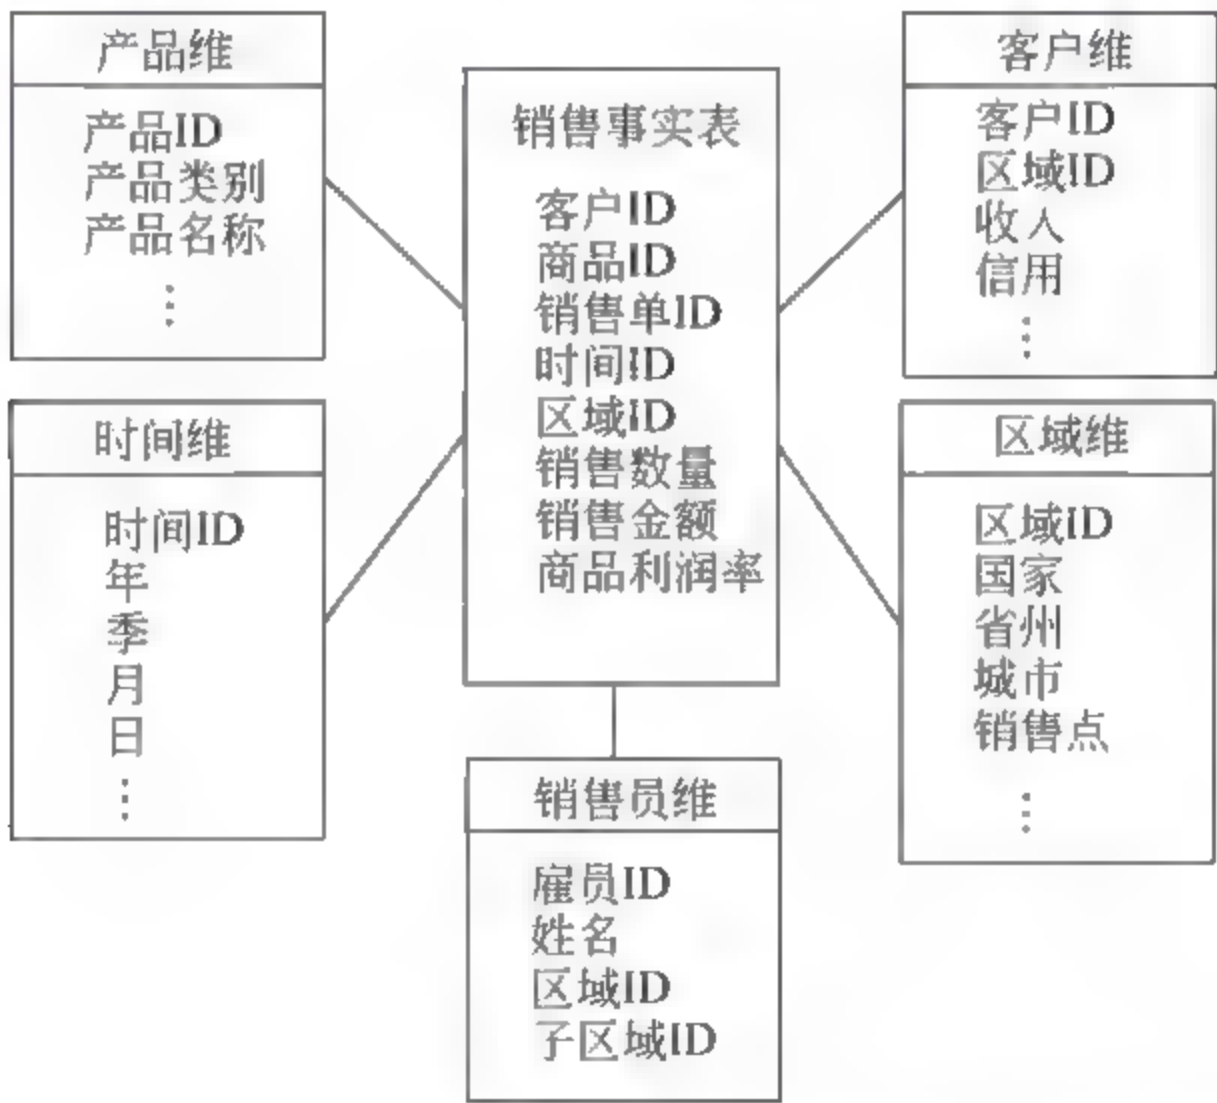 产品维
产品ID
产品类别
产品名称
⋮
时间维
时间ID
年
季
月
日
⋮
销售事实表
客户ID
商品ID
销售单ID
时间ID
区域ID
销售数量
销售金额
商品利润率
销售员维
雇员ID
姓名
区域ID
子区域ID
客户维
客户ID
区域ID
收入
信用
⋮
区域维
区域ID
国家
省州
城市
销售点
⋮